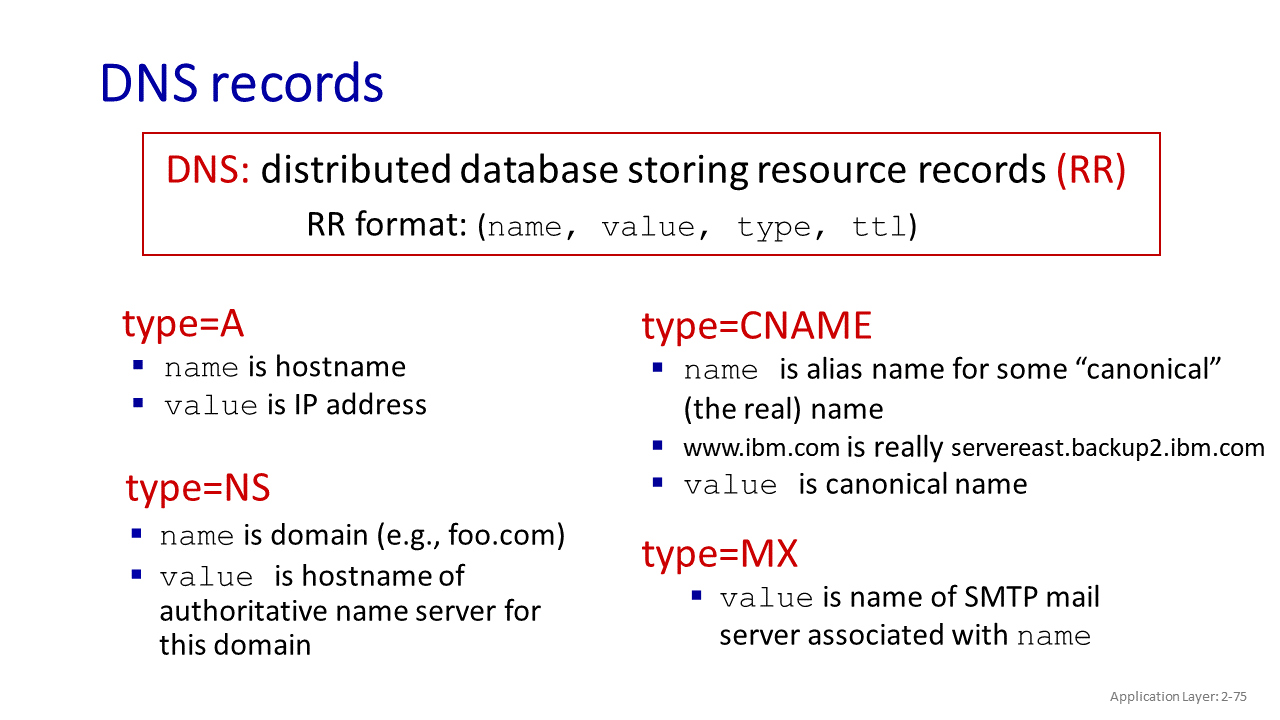 DNS records
DNS: distributed database storing resource records (RR)
RR format: (name, value, type, ttl)
type=A
▪ name is hostname
▪ value is IP address
type=NS
▪ name is domain (e.g., foo.com)
▪ value is hostname of
authoritative name server for
this domain
type=CNAME
▪ name is alias name for some “canonical”
(the real) name
▪ www.ibm.com is really servereast.backup2.ibm.com
▪ value is canonical name
type=MX
▪ value is name of SMTP mail
server associated with name
Application Layer: 2-75